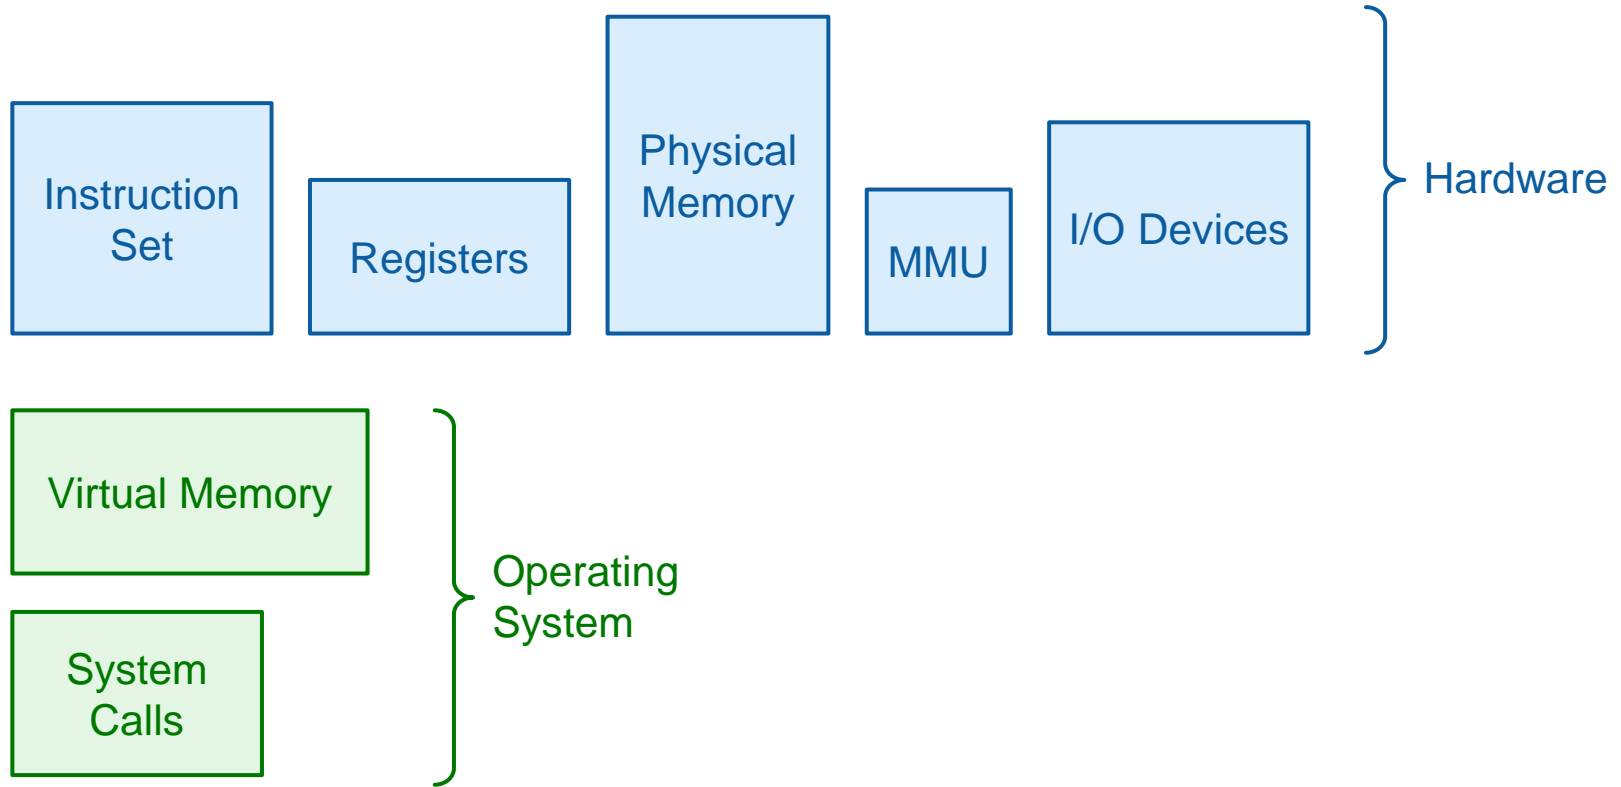 Instruction
Set
Registers
Physical
Memory
MMU
I/O Devices
Hardware
Virtual Memory
System
Calls
Operating
System